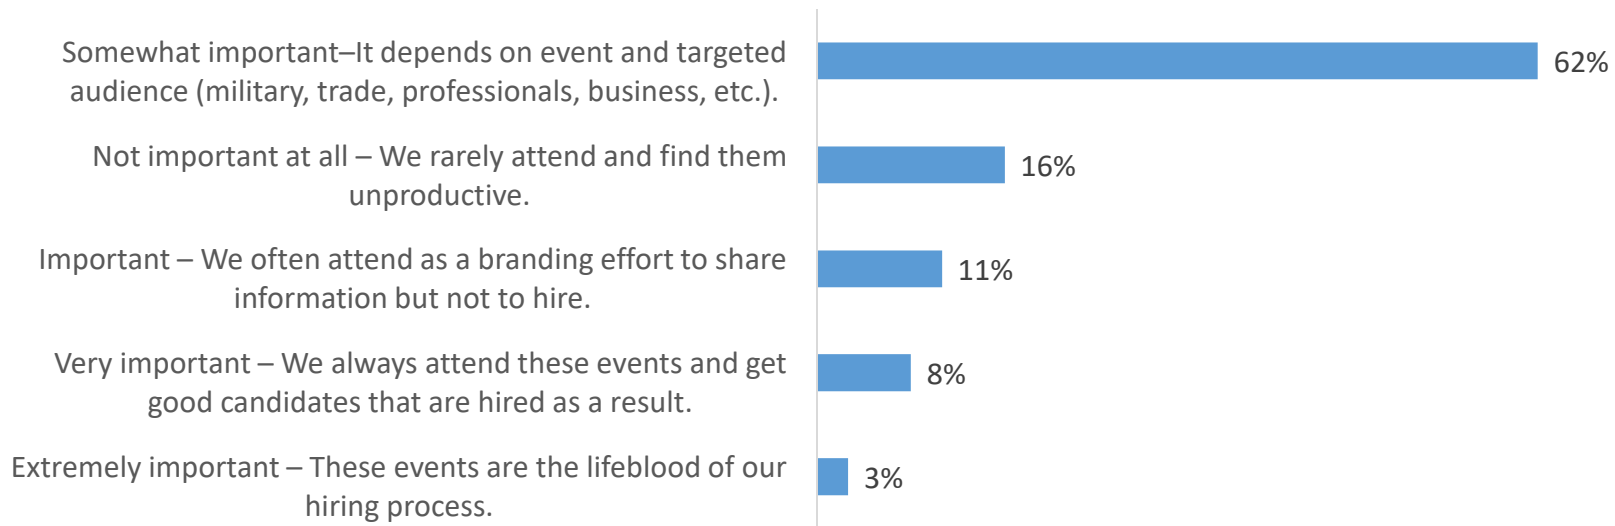 Somewhat important–It depends on event and targeted
audience (military, trade, professionals, business, etc.).
62%
Not important at all – We rarely attend and find them
unproductive.
16%
Important – We often attend as a branding effort to share
information but not to hire.
11%
Very important – We always attend these events and get
good candidates that are hired as a result.
8%
Extremely important – These events are the lifeblood of our
hiring process.
3%